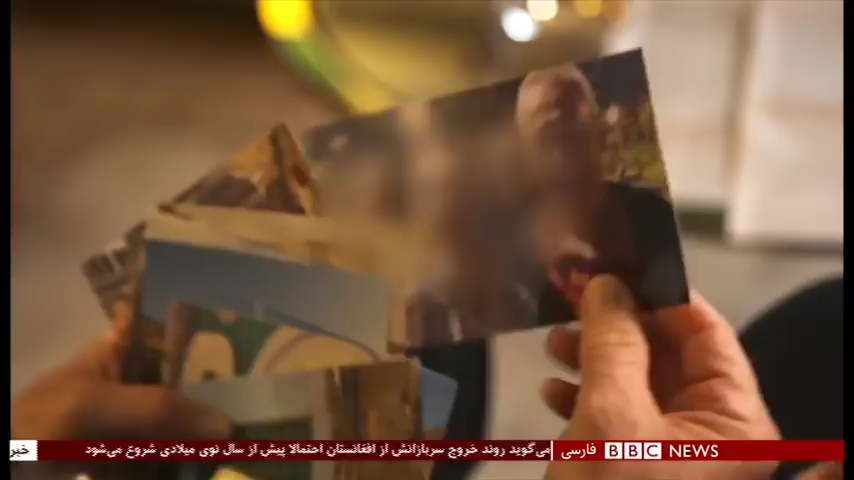 می‌گوید روند خروج سربازانش از افغانستان احتمالا پیش از سال نوی میلادی شروع می‌شود
فارسی BBC NEWS